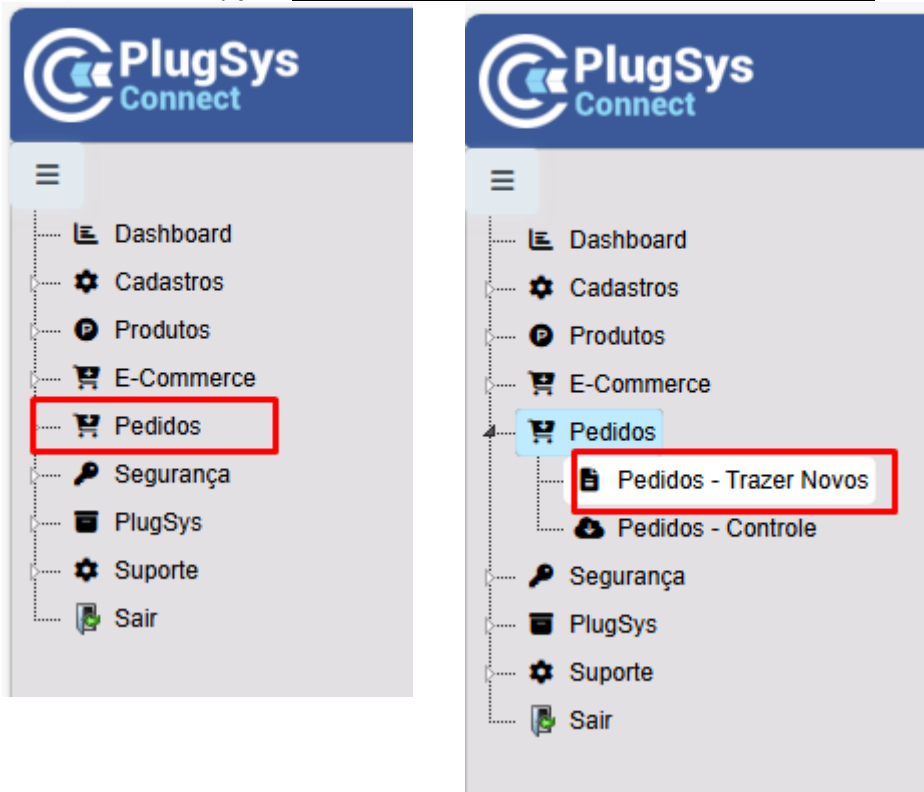 PlugSys
Connect
Dashboard
Cadastros
Produtos
E-Commerce
Pedidos
Segurança
PlugSys
Suporte
Sair
PlugSys
Connect
Dashboard
Cadastros
Produtos
E-Commerce
Pedidos
Pedidos - Trazer Novos
Pedidos - Controle
Segurança
PlugSys
Suporte
Sair